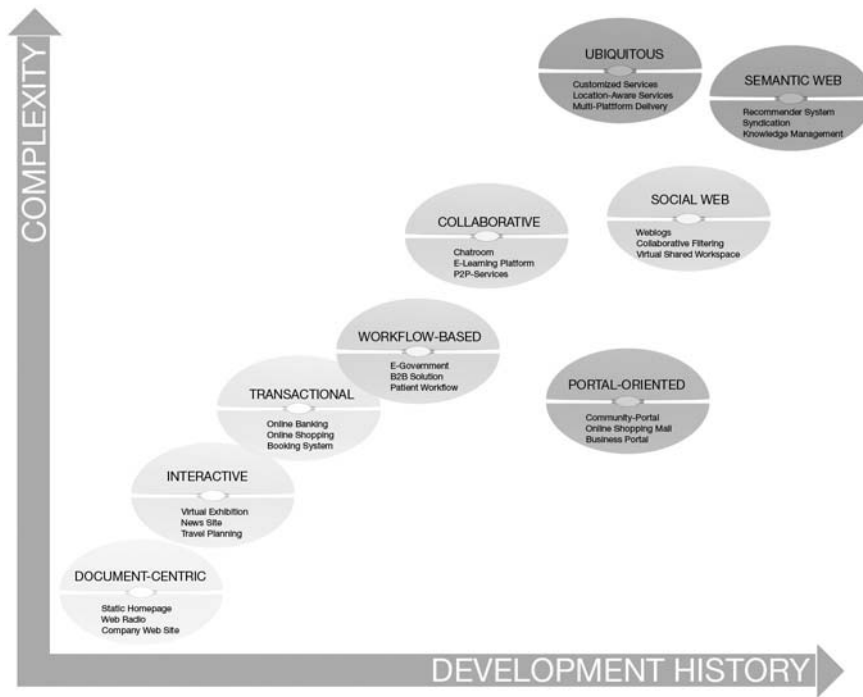 COMPLEXITY
UBIQUITOUS
Customized Services
Location-Aware Services
Multi-Plattform Delivery
SEMANTIC WEB
Recommender System
Syndication
Knowledge Management
COLLABORATIVE
Chatroom
E-Learning Platform
P2P-Services
SOCIAL WEB
Weblogs
Collaborative Filtering
Virtual Shared Workspace
WORKFLOW-BASED
E-Government
B2B Solution
Patient Workflow
TRANSACTIONAL
Online Banking
Online Shopping
Booking System
PORTAL-ORIENTED
Community-Portal
Online Shopping Mall
Business Portal
INTERACTIVE
Virtual Exhibition
News Site
Travel Planning
DOCUMENT-CENTRIC
Static Homepage
Web Radio
Company Web Site
DEVELOPMENT HISTORY